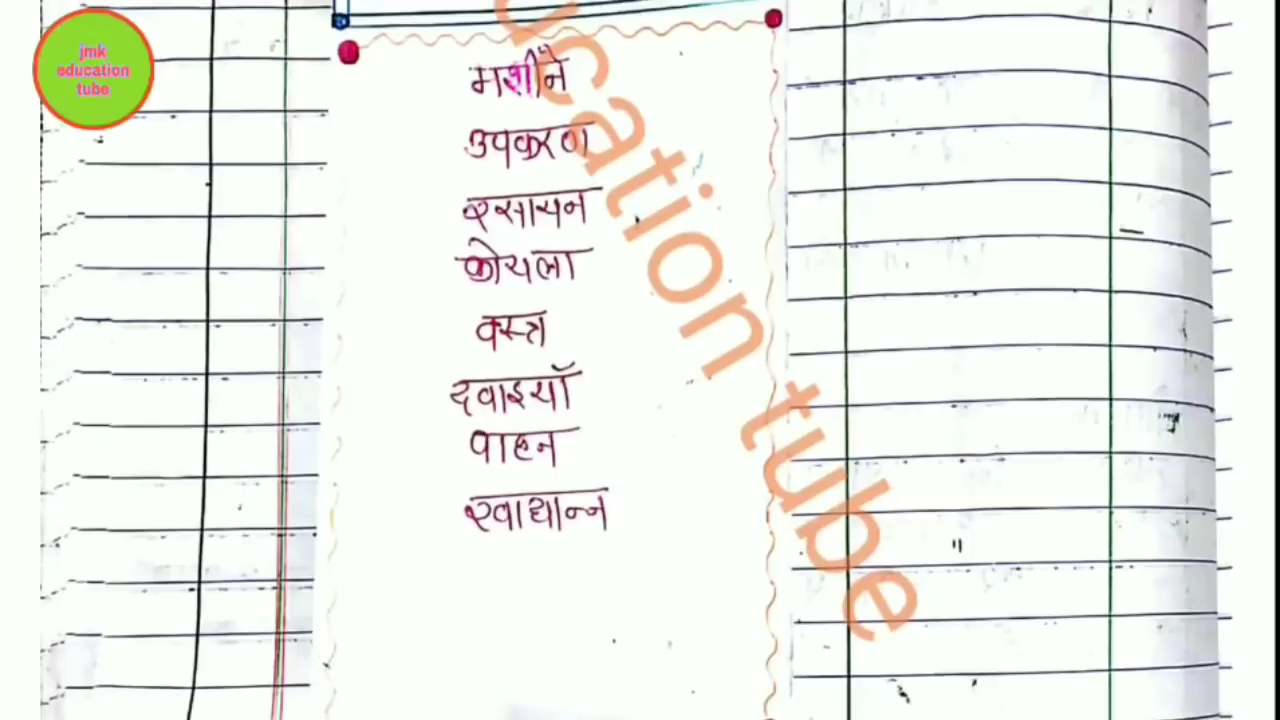 jmk
education
tube
मशीने
उपकरण
रसायन
कोयला
वस्त्र
दवाइयाँ
वाहन
खाद्यान्न
ucation tube